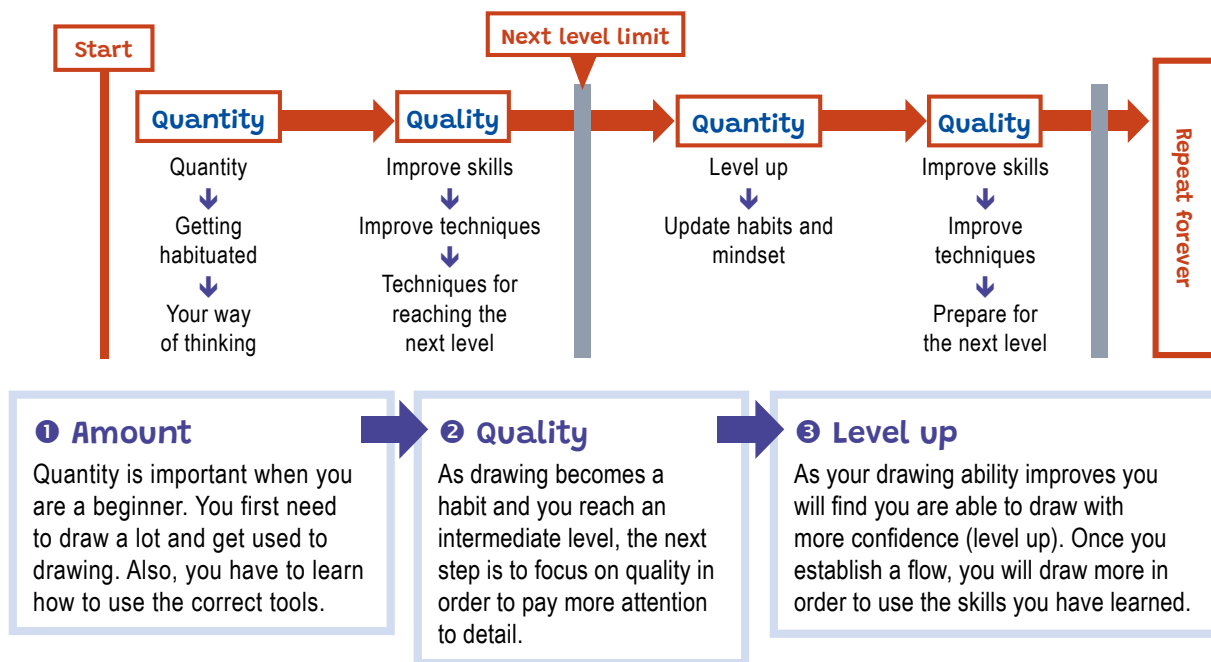 Start
Next level limit
Quantity
Quality
Quantity
Quality
Quantity
Getting
habituated
Your way
of thinking
Improve skills
Improve techniques
Techniques for
reaching the
next level
Level up
Update habits and
mindset
Improve skills
Improve
techniques
Prepare for
the next level
Repeat forever
❶ Amount
Quantity is important when you
are a beginner. You first need
to draw a lot and get used to
drawing. Also, you have to learn
how to use the correct tools.
❷ Quality
As drawing becomes a
habit and you reach an
intermediate level, the next
step is to focus on quality in
order to pay more attention
to detail.
❸ Level up
As your drawing ability improves you
will find you are able to draw with
more confidence (level up). Once you
establish a flow, you will draw more in
order to use the skills you have learned.